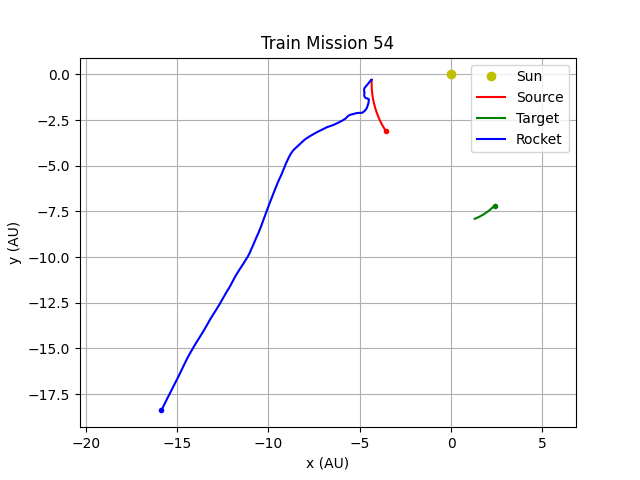 Train Mission 54
Sun
Source
Target
Rocket
0.0
−2.5
−5.0
−7.5
−10.0
−12.5
−15.0
−17.5
y (AU)
−20
−15
−10
−5
0
5
x (AU)